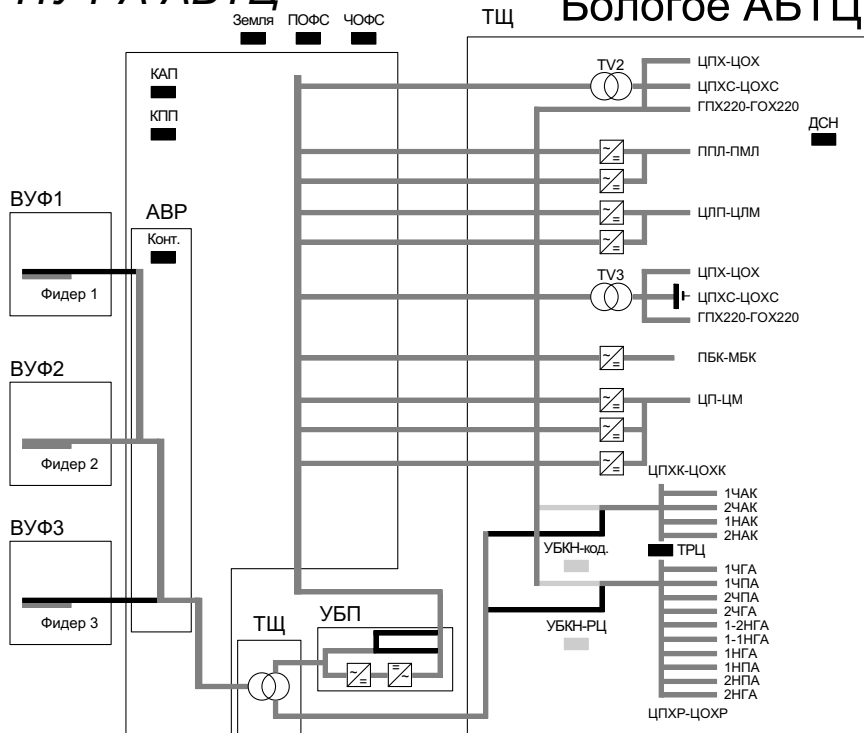 Бологое АБТЦ
Земля
ПОФС
ЧОФС
ТЩ
КАП
КПП
TV2
ЦПХ-ЦОХ
ЦПХС-ЦОХС
ГПХ220-ГОХ220
ДСН
ППЛ-ПМЛ
ВУФ1
АВР
Конт.
Фидер 1
ЦЛП-ЦЛМ
TV3
ЦПХ-ЦОХ
ЦПХС-ЦОХС
ГПХ220-ГОХ220
ВУФ2
Фидер 2
ПБК-МБК
ЦП-ЦМ
ЦПХК-ЦОХК
1ЧАК
2ЧАК
1НАК
2НАК
ВУФ3
Фидер 3
УБКН-код.
ТРЦ
1ЧГА
1ЧПА
2ЧПА
2ЧГА
1-2НГА
1-1НГА
1НГА
1НПА
2НПА
2НГА
УБКН-РЦ
ЦПХР-ЦОХР
ТЩ
УБП